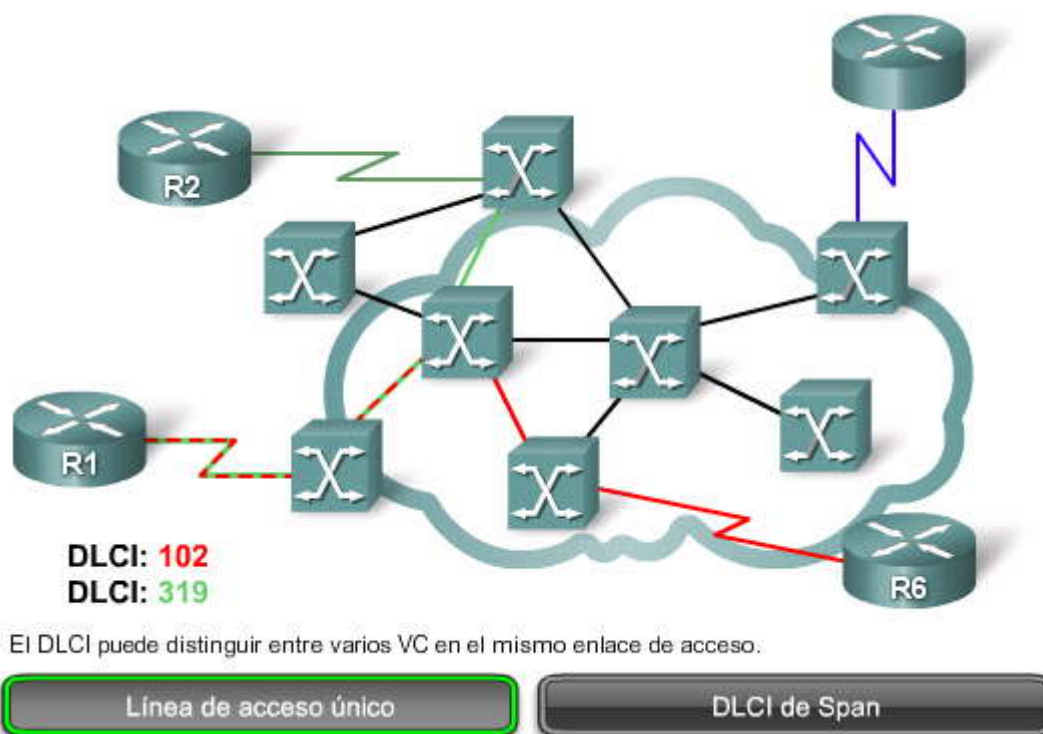 R2
R1
R6
DLCI: 102
DLCI: 319
El DLCI puede distinguir entre varios VC en el mismo enlace de acceso.
Línea de acceso único
DLCI de Span